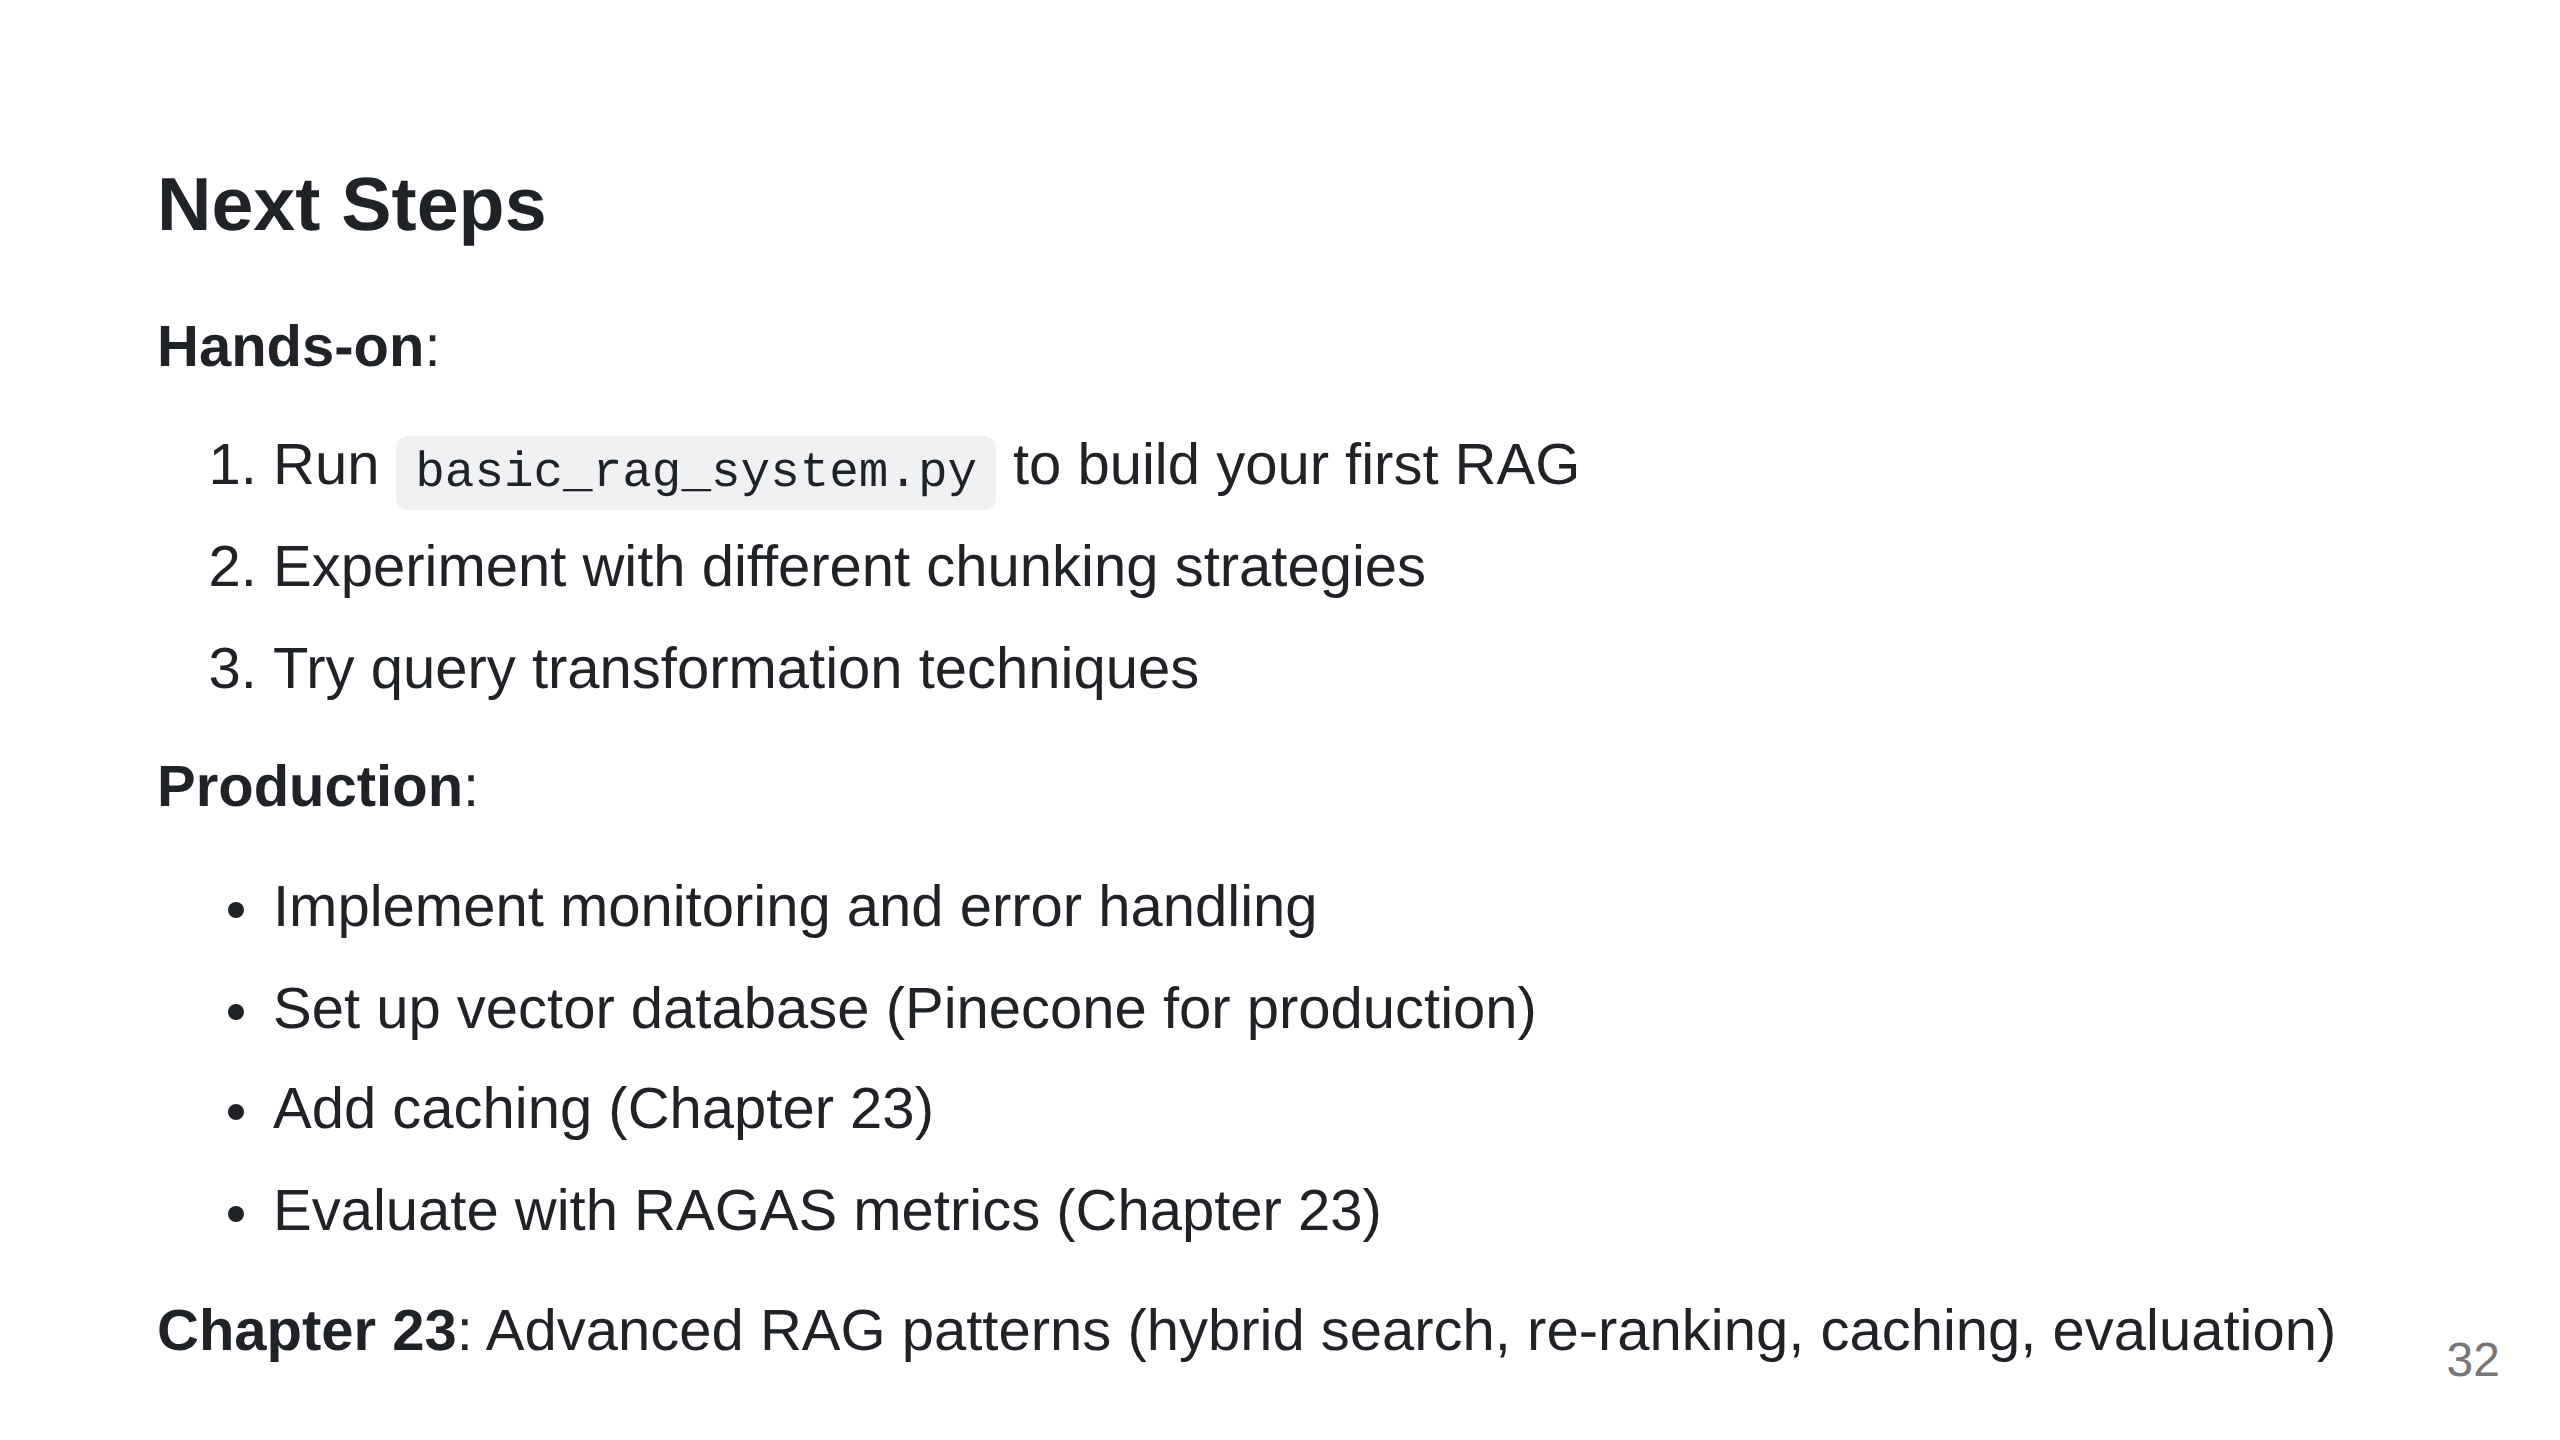 Next Steps
Hands-on:
1. Run basic_rag_system.py to build your first RAG
2. Experiment with different chunking strategies
3. Try query transformation techniques
Production:
• Implement monitoring and error handling
• Set up vector database (Pinecone for production)
• Add caching (Chapter 23)
• Evaluate with RAGAS metrics (Chapter 23)
Chapter 23: Advanced RAG patterns (hybrid search, re-ranking, caching, evaluation)
32